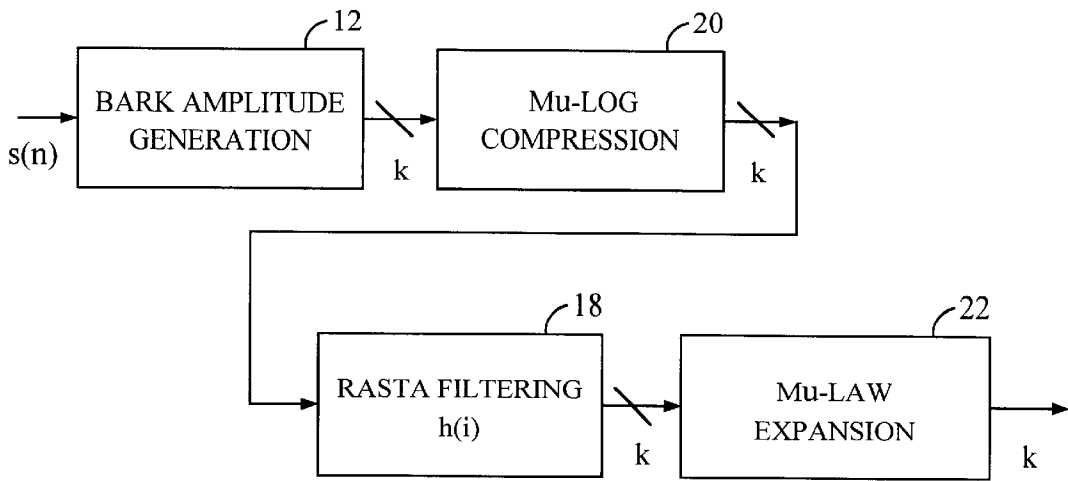 12
20
BARK AMPLITUDE
GENERATION
Mu-LOG
COMPRESSION
s(n)
k
k
18
22
RASTA FILTERING
h(i)
Mu-LAW
EXPANSION
k
k